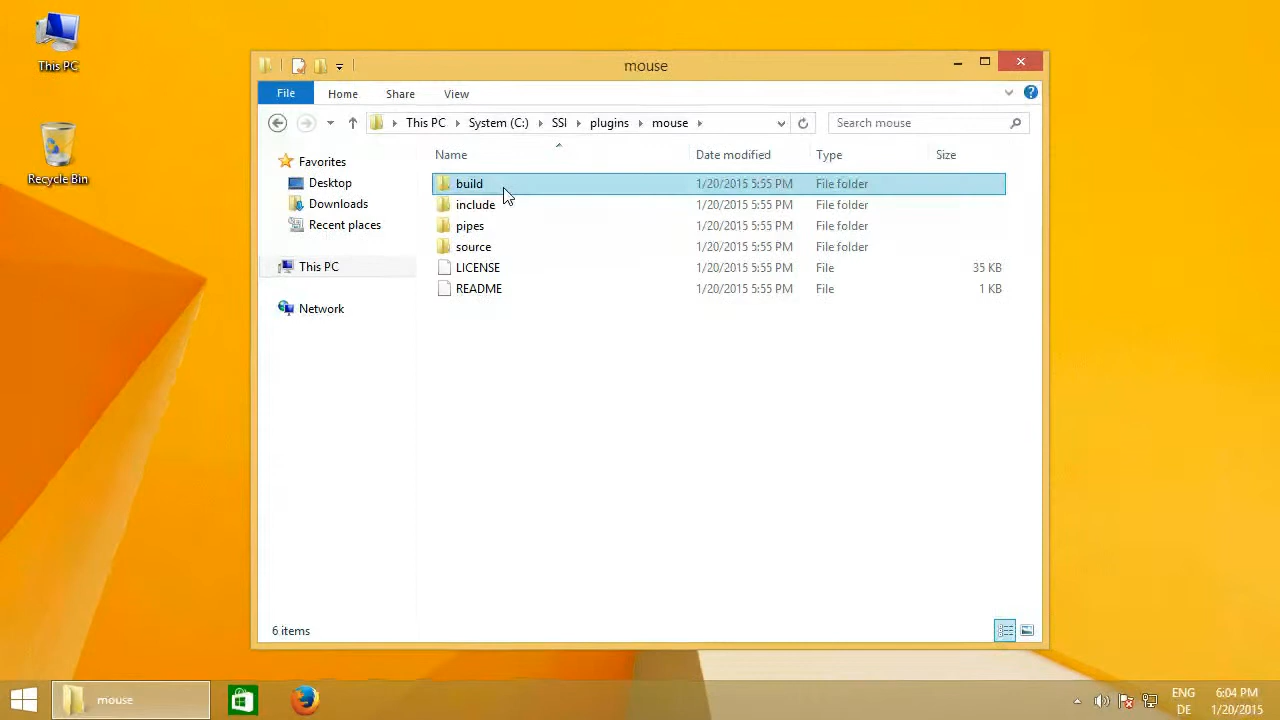 This PC
Recycle Bin
mouse
File Home Share View
This PC System (C:) SSI plugins mouse
Search mouse
Name Date modified Type Size
Favorites
Desktop
Downloads
Recent places
This PC
Network
build 1/20/2015 5:55 PM File folder
include 1/20/2015 5:55 PM File folder
pipes 1/20/2015 5:55 PM File folder
source 1/20/2015 5:55 PM File folder
LICENSE 1/20/2015 5:55 PM File 35 KB
README 1/20/2015 5:55 PM File 1 KB
6 items
mouse
ENG 6:04 PM
DE 1/20/2015